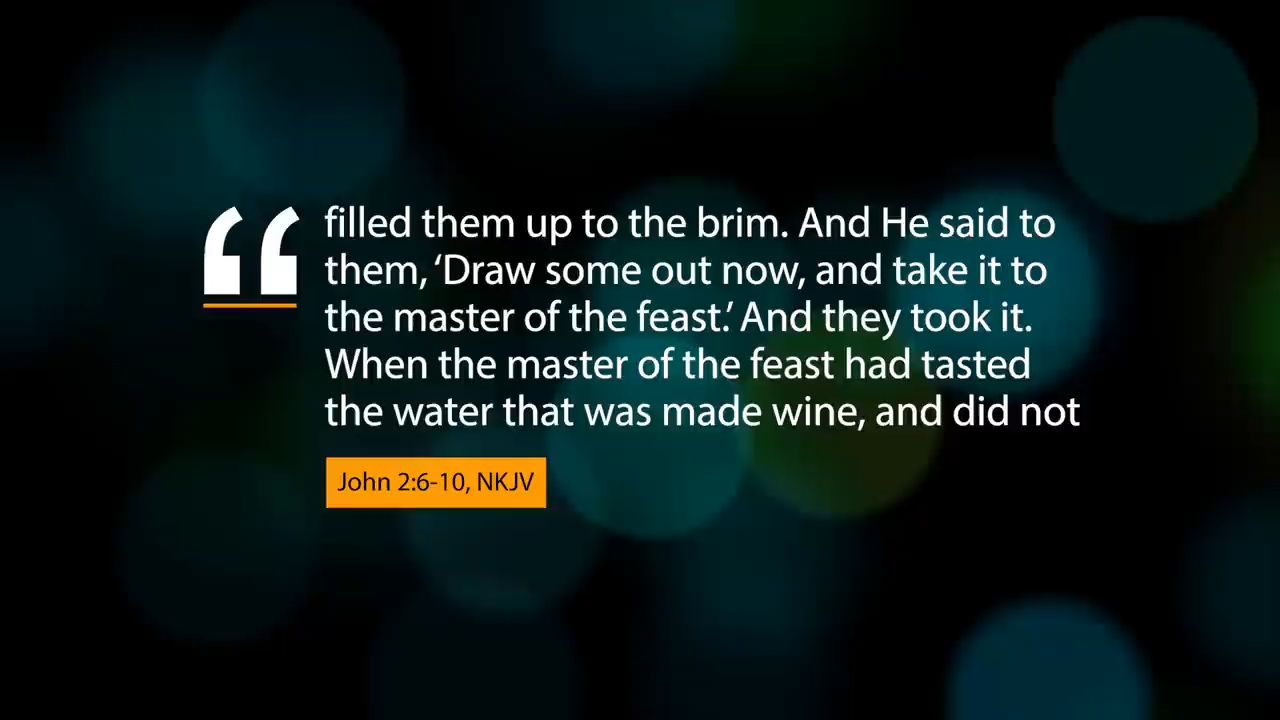 “
filled them up to the brim. And He said to
them, ‘Draw some out now, and take it to
the master of the feast.’ And they took it.
When the master of the feast had tasted
the water that was made wine, and did not
John 2:6-10, NKJV